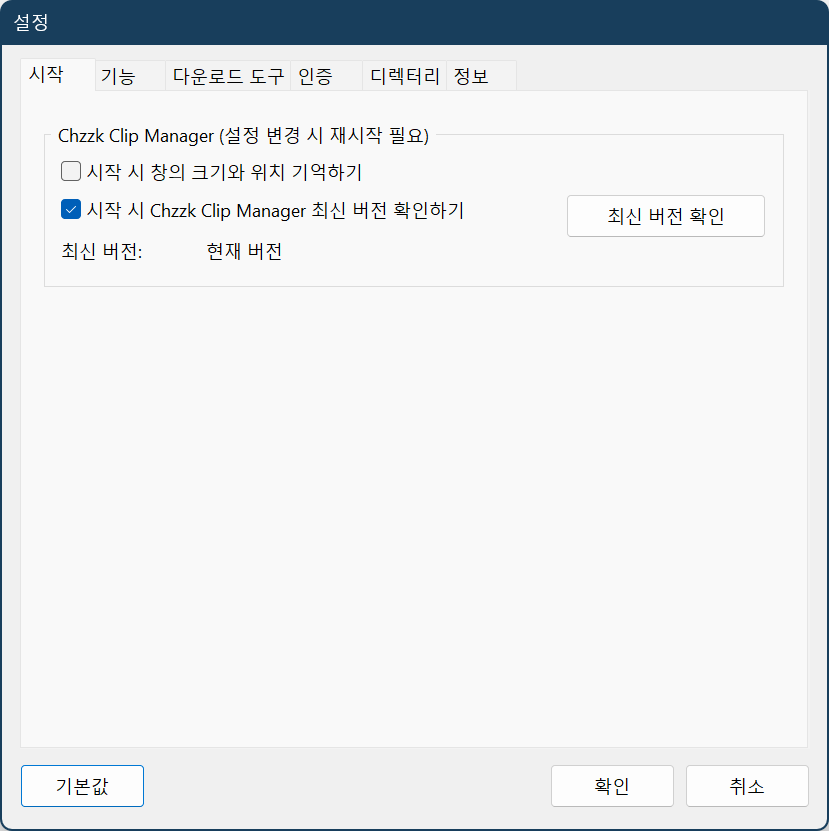 설정
시작 기능 다운로드 도구 인증 디렉터리 정보
Chzzk Clip Manager (설정 변경 시 재시작 필요)
시작 시 창의 크기와 위치 기억하기
시작 시 Chzzk Clip Manager 최신 버전 확인하기
최신 버전 확인
최신 버전: 현재 버전
기본값 확인 취소